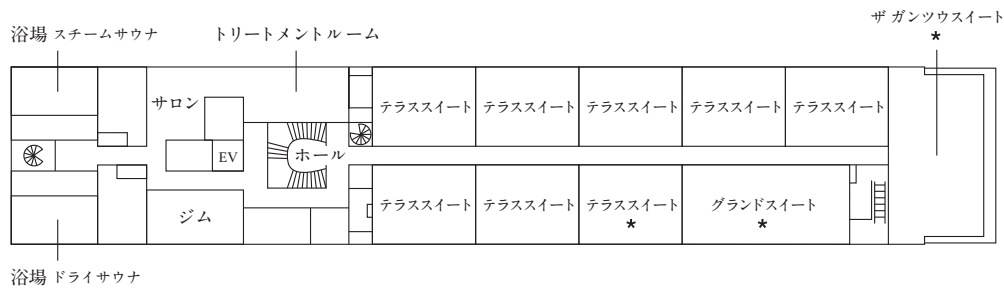 ザ ガンツウスイート
*
浴場 スチームサウナ
トリートメントルーム
サロン
テラススイート
テラススイート
テラススイート
テラススイート
テラススイート
EV
ホール
ジム
テラススイート
テラススイート
テラススイート
*
グランドスイート
*
浴場 ドライサウナ